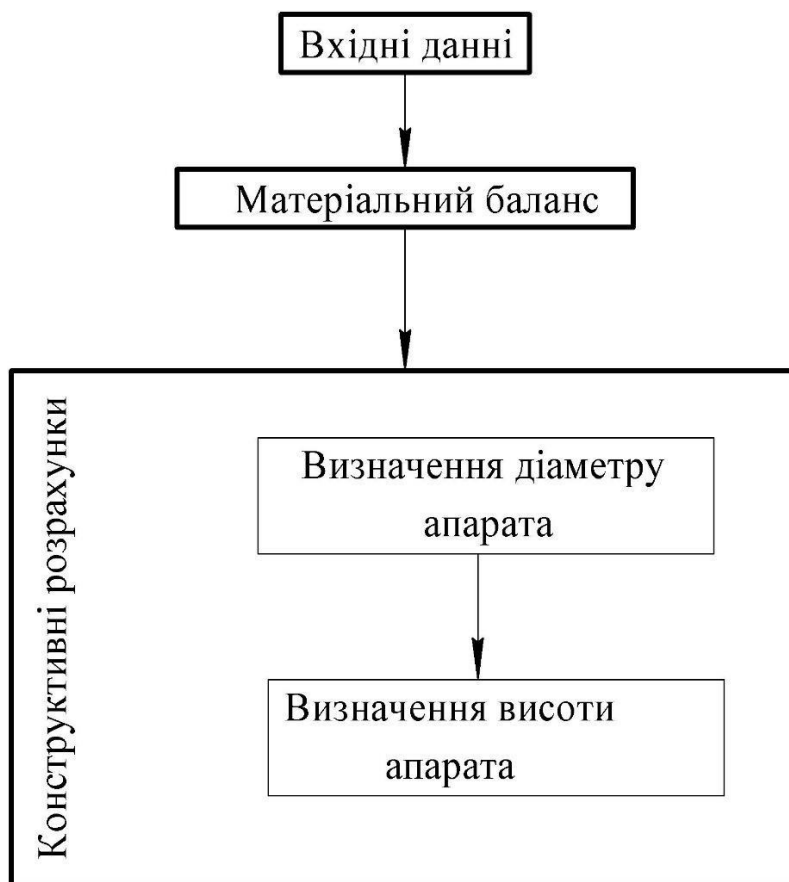 Вхідні данні
Матеріальний баланс
Конструктивні розрахунки
Визначення діаметру
апарата
Визначення висоти
апарата